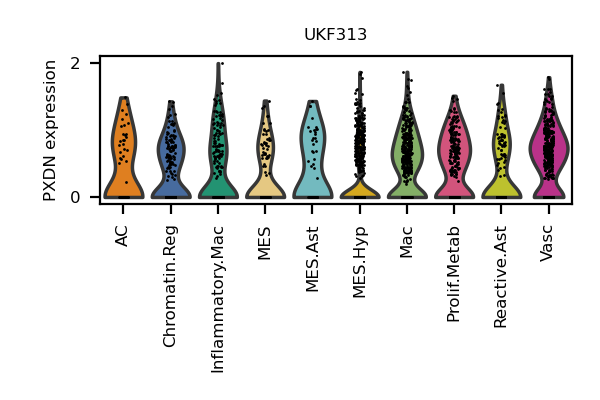 UKF313
PXDN expression
2
0
AC
Chromatin.Reg
Inflammatory.Mac
MES
MES.Ast
MES.Hyp
Mac
Prolif.Metab
Reactive.Ast
Vasc